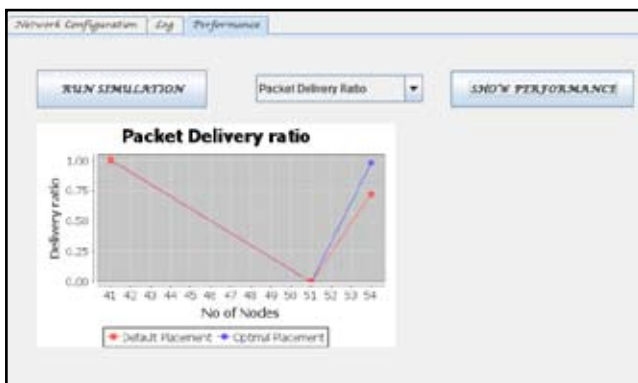 Network Configuration Log Performance
RUN SIMULATION Packet Delivery Ratio SHOW PERFORMANCE
Packet Delivery ratio
Delivery ratio
1.00
0.75
0.50
0.25
0.00
41 42 43 44 45 46 47 48 49 50 51 52 53 54
No of Nodes
Default Placement Optmul Placement